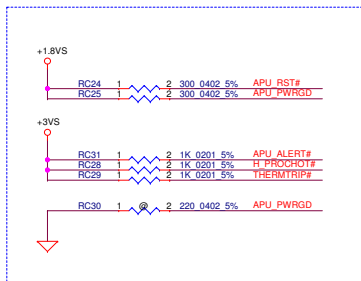 +1.8VS
RC24 1 2 300_0402_5% APU_RST#
RC25 1 2 300_0402_5% APU_PWRGD
+3VS
RC31 1 2 1K_0201_5% APU_ALERT#
RC28 1 2 1K_0201_5% H_PROCHOT#
RC29 1 2 1K_0201_5% THERMTRIP#
RC30 1 @ 2 220_0402_5% APU_PWRGD